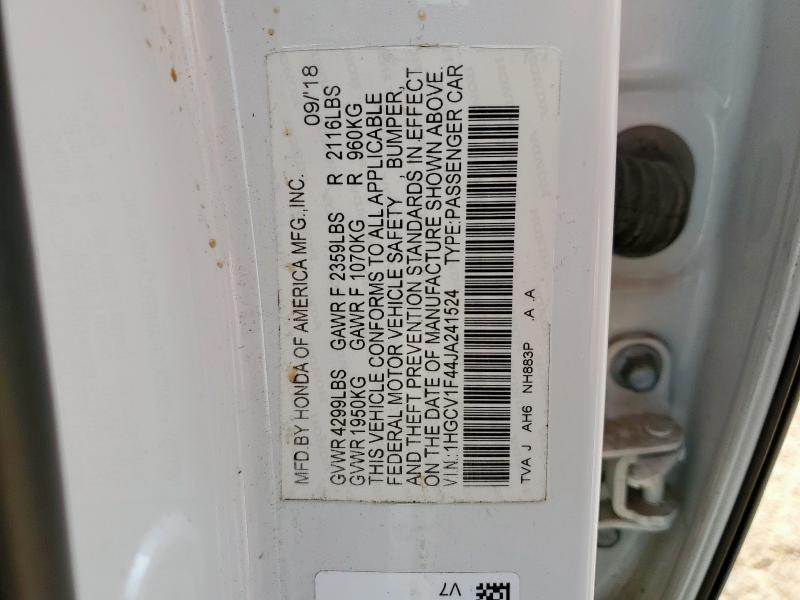 MFD.BY HONDA OF AMERICA MFG.,INC. 09/'18
GVWR 4299LBS GAWR F 2359LBS R 2116LBS
GVWR 1950KG GAWR F 1070KG R 960KG
THIS VEHICLE CONFORMS TO ALL APPLICABLE
FEDERAL MOTOR VEHICLE SAFETY , BUMPER,
AND THEFT PREVENTION STANDARDS IN EFFECT
ON THE DATE OF MANUFACTURE SHOWN ABOVE.
VIN.:1HGCV1F44JA241524 TYPE:PASSENGER CAR
TVA J AH6 NH883P .A .A
V7